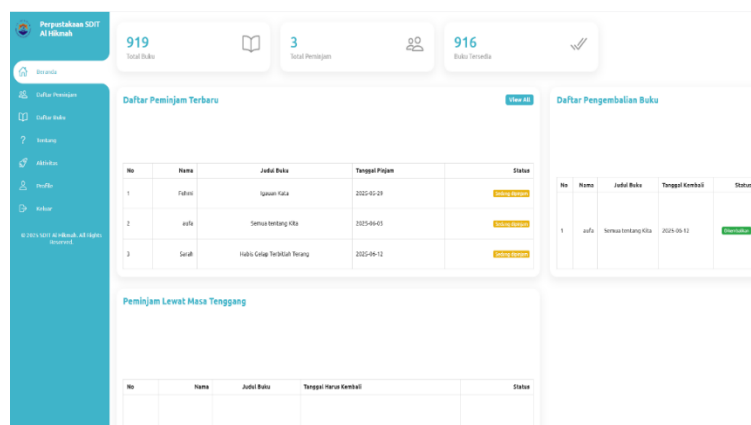 Perpustakaan SDIT
Al Hikmah
Beranda
Daftar Peminjam
Daftar Buku
Tentang
Aktivitas
Profile
Keluar
© 2025 SDIT Al Hikmah. All Rights
Reserved.
919
Total Buku
3
Total Peminjam
916
Buku Tersedia
Daftar Peminjam Terbaru
View All
No Nama Judul Buku Tanggal Pinjam Status
1 Fahmi Igauan Kata 2025-05-29 Sedang dipinjam
2 aufa Semua tentang Kita 2025-06-03 Sedang dipinjam
3 Sarah Habis Gelap Terbitlah Terang 2025-06-12 Sedang dipinjam
Daftar Pengembalian Buku
No Nama Judul Buku Tanggal Kembali Status
1 aufa Semua tentang Kita 2025-06-12 Dikembalikan
Peminjam Lewat Masa Tenggang
No Nama Judul Buku Tanggal Harus Kembali Status